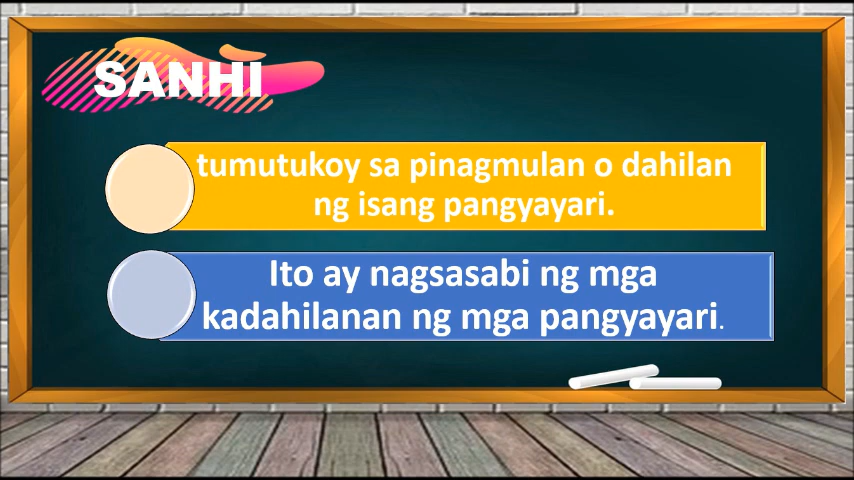 SANHI
tumutukoy sa pinagmulan o dahilan
ng isang pangyayari.
Ito ay nagsasabi ng mga
kadahilanan ng mga pangyayari.